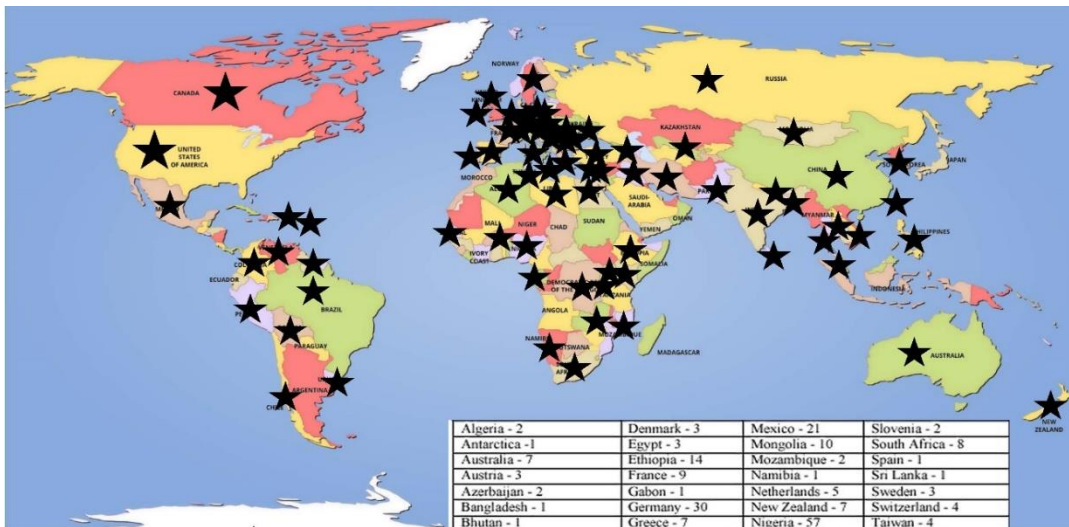 NORWAY
RUSSIA
CANADA
KAZAKHSTAN
UNITED
STATES
OF AMERICA
JAPAN
CHINA
MOROCCO
SAUDI-
ARABIA
OMAN
MYANMAR
MALI
NIGER
CHAD
SUDAN
YEMEN
PHILIPPINES
IVORY
COAST
SOMALIA
ECUADOR
INDONESIA
BRAZIL
ANGOLA
TANZANIA
PARAGUAY
MADAGASCAR
AUSTRALIA
ARGENTINA
NEW
ZEALAND
Algeria - 2 Denmark - 3 Mexico - 21 Slovenia - 2
Antarctica -1 Egypt - 3 Mongolia - 10 South Africa - 8
Australia - 7 Ethiopia - 14 Mozambique - 2 Spain - 1
Austria - 3 France - 9 Namibia - 1 Sri Lanka - 1
Azerbaijan - 2 Gabon - 1 Netherlands - 5 Sweden - 3
Bangladesh - 1 Germany - 30 New Zealand - 7 Switzerland - 4
Bhutan - 1 Greece - 7 Nigeria - 57 Taiwan - 4